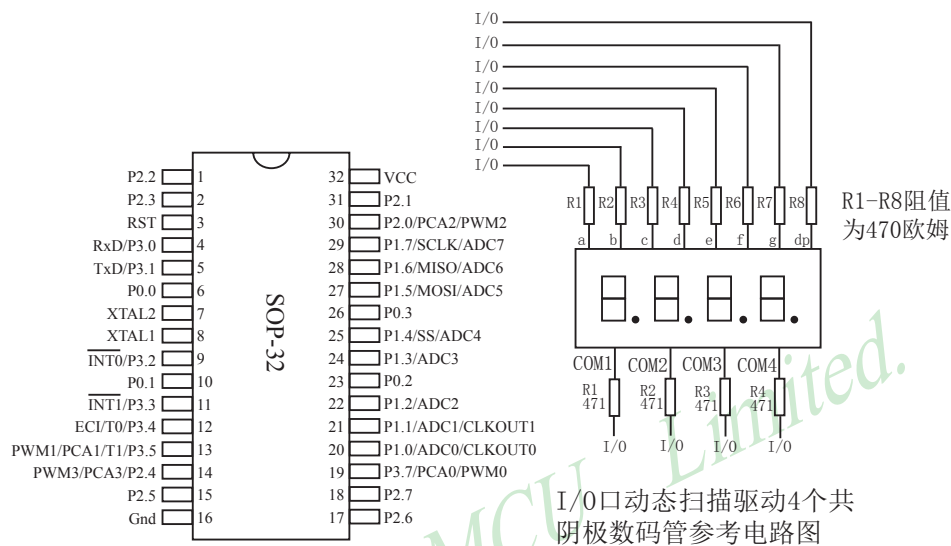 P2.2 1
P2.3 2
RST 3
RxD/P3.0 4
TxD/P3.1 5
P0.0 6
XTAL2 7
XTAL1 8
INT0/P3.2 9
P0.1 10
INT1/P3.3 11
ECI/T0/P3.4 12
PWM1/PCA1/T1/P3.5 13
PWM3/PCA3/P2.4 14
P2.5 15
Gnd 16
SOP-32
32 VCC
31 P2.1
30 P2.0/PCA2/PWM2
29 P1.7/SCLK/ADC7
28 P1.6/MISO/ADC6
27 P1.5/MOSI/ADC5
26 P0.3
25 P1.4/SS/ADC4
24 P1.3/ADC3
23 P0.2
22 P1.2/ADC2
21 P1.1/ADC1/CLKOUT1
20 P1.0/ADC0/CLKOUT0
19 P3.7/PCA0/PWM0
18 P2.7
17 P2.6
I/O
I/O
I/O
I/O
I/O
I/O
I/O
I/O
R1 R2 R3 R4 R5 R6 R7 R8
a b c d e f g dp
R1-R8阻值
为470欧姆
COM1 COM2 COM3 COM4
R1 R2 R3 R4
471 471 471 471
I/O I/O I/O I/O
I/O口动态扫描驱动4个共
阴极数码管参考电路图
MCU Limited.